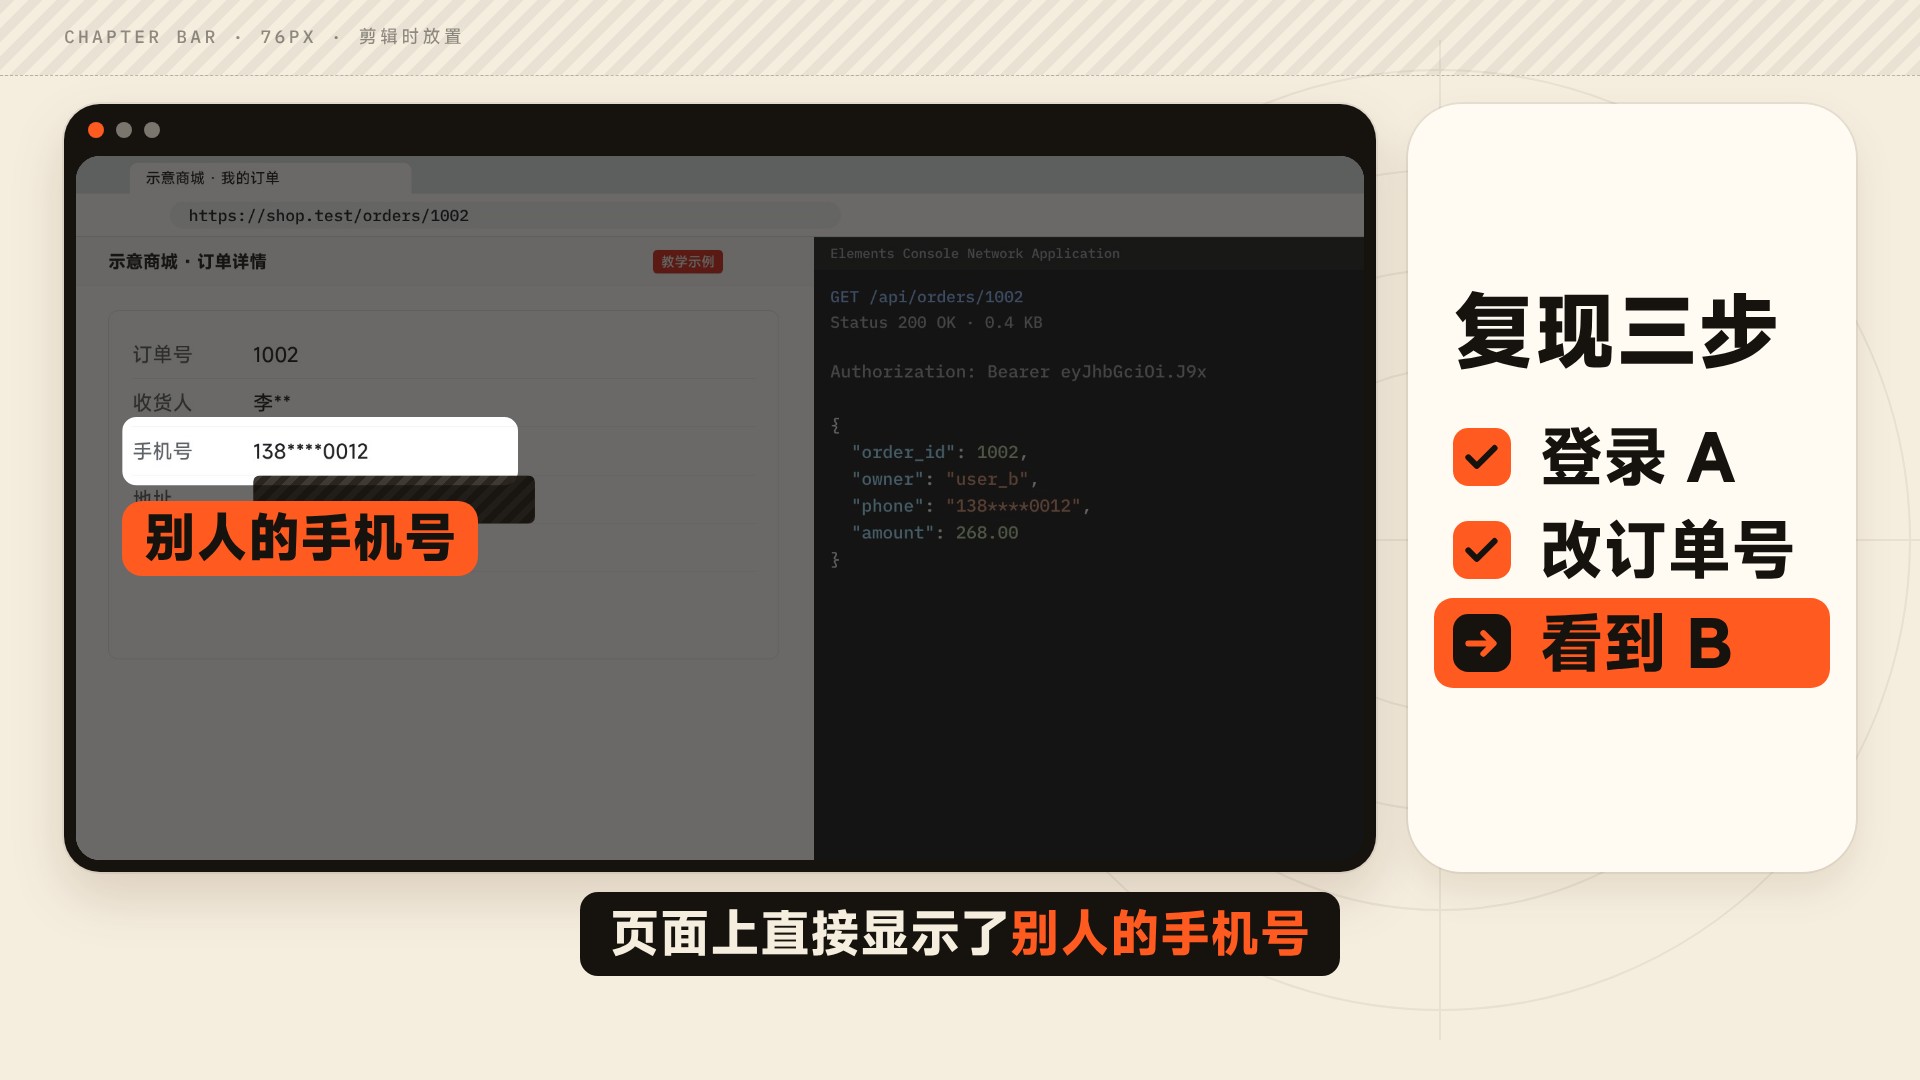 CHAPTER BAR · 76PX · 剪辑时放置
示意商城 · 我的订单
https://shop.test/orders/1002
示意商城 · 订单详情
教学示例
订单号 1002
收货人 李**
手机号 138****0012
地址
别人的手机号
Elements Console Network Application
GET /api/orders/1002
Status 200 OK · 0.4 KB
Authorization: Bearer eyJhbGciOi.J9x
{
"order_id": 1002,
"owner": "user_b",
"phone": "138****0012",
"amount": 268.00
}
复现三步
登录 A
改订单号
看到 B
页面上直接显示了别人的手机号